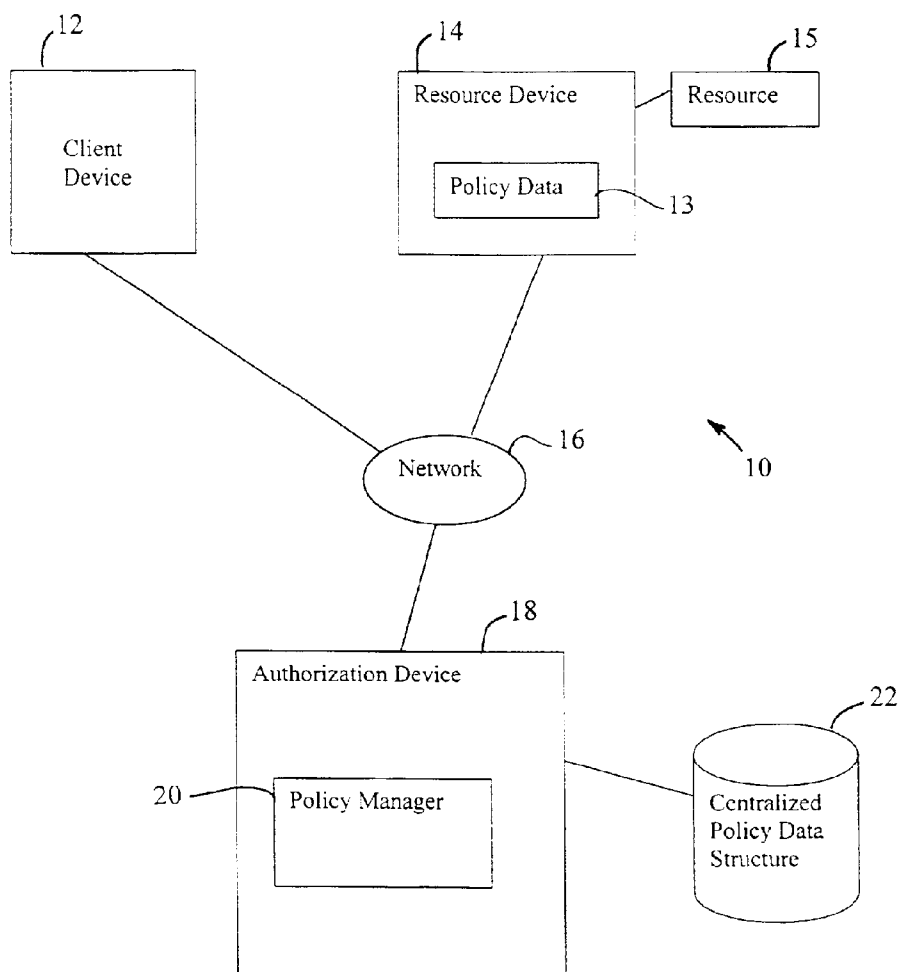 12
14
15
Client
Device
Resource Device
Resource
Policy Data
13
Network
16
10
18
Authorization Device
20
Policy Manager
22
Centralized
Policy Data
Structure